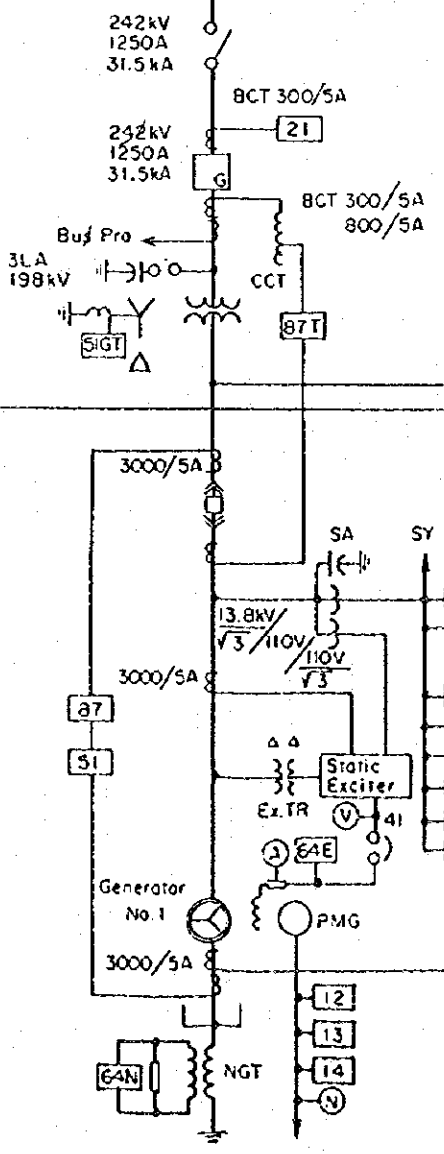 242kV
1250A
31.5kA
BCT 300/5A
21
242kV
1250A
31.5kA
G
BCT 300/5A
800/5A
Bus Pro
CCT
3LA
198kV
87T
51GT
3000/5A
SA
SY
13.8kV/√3/110V/110V/√3
3000/5A
87
51
Static
Exciter
Ex.TR
V
41
A
64E
Generator
No.1
PMG
3000/5A
12
13
14
N
64N
NGT